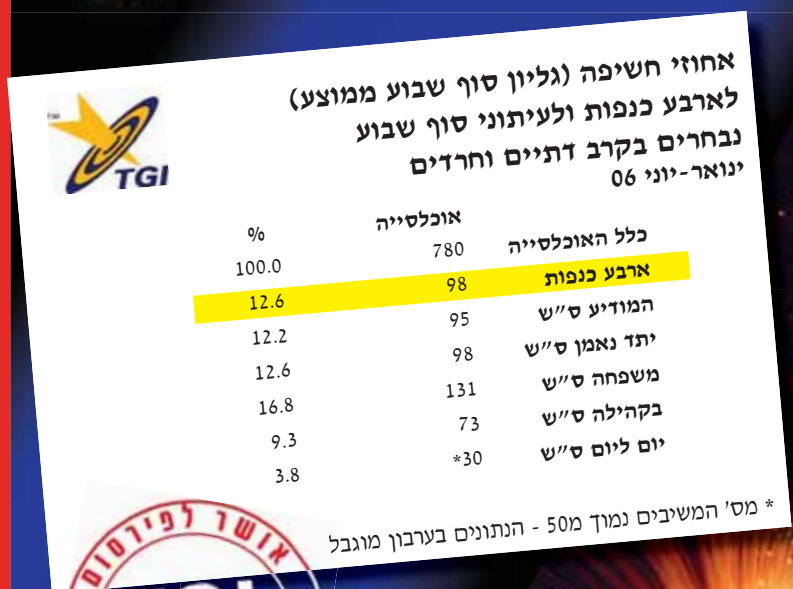 אחוזי חשיפה (גליון סוף שבוע ממוצע)
לארבע כנפות ולעיתוני סוף שבוע
נבחרים בקרב דתיים וחרדים
ינואר-יוני 06
TM
TGI
אוכלסייה %
כלל האוכלסייה 780 100.0
ארבע כנפות 98 12.6
המודיע ס״ש 95 12.2
יתד נאמן ס״ש 98 12.6
משפחה ס״ש 131 16.8
בקהילה ס״ש 73 9.3
יום ליום ס״ש 30* 3.8
* מס' המשיבים נמוך מ50 - הנתונים בערבון מוגבל
אושר לפירסום